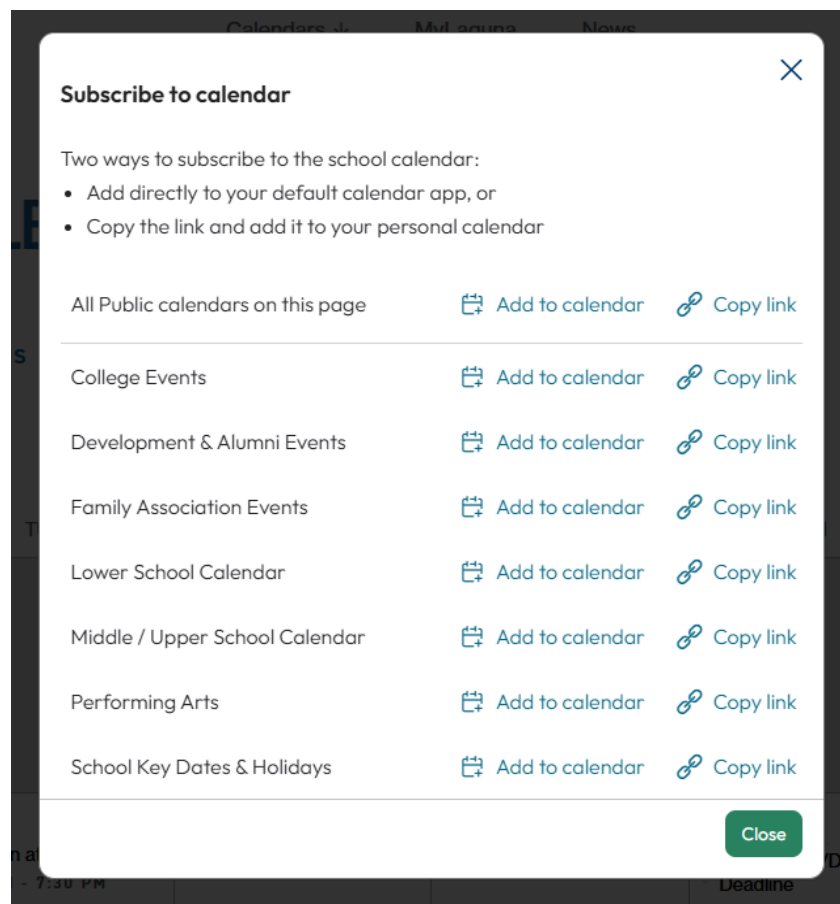 Calendars ↓ MyLaguna News
Subscribe to calendar
Two ways to subscribe to the school calendar:
• Add directly to your default calendar app, or
• Copy the link and add it to your personal calendar
All Public calendars on this page Add to calendar Copy link
College Events Add to calendar Copy link
Development & Alumni Events Add to calendar Copy link
Family Association Events Add to calendar Copy link
Lower School Calendar Add to calendar Copy link
Middle / Upper School Calendar Add to calendar Copy link
Performing Arts Add to calendar Copy link
School Key Dates & Holidays Add to calendar Copy link
Close
- 7:30 PM
Deadline